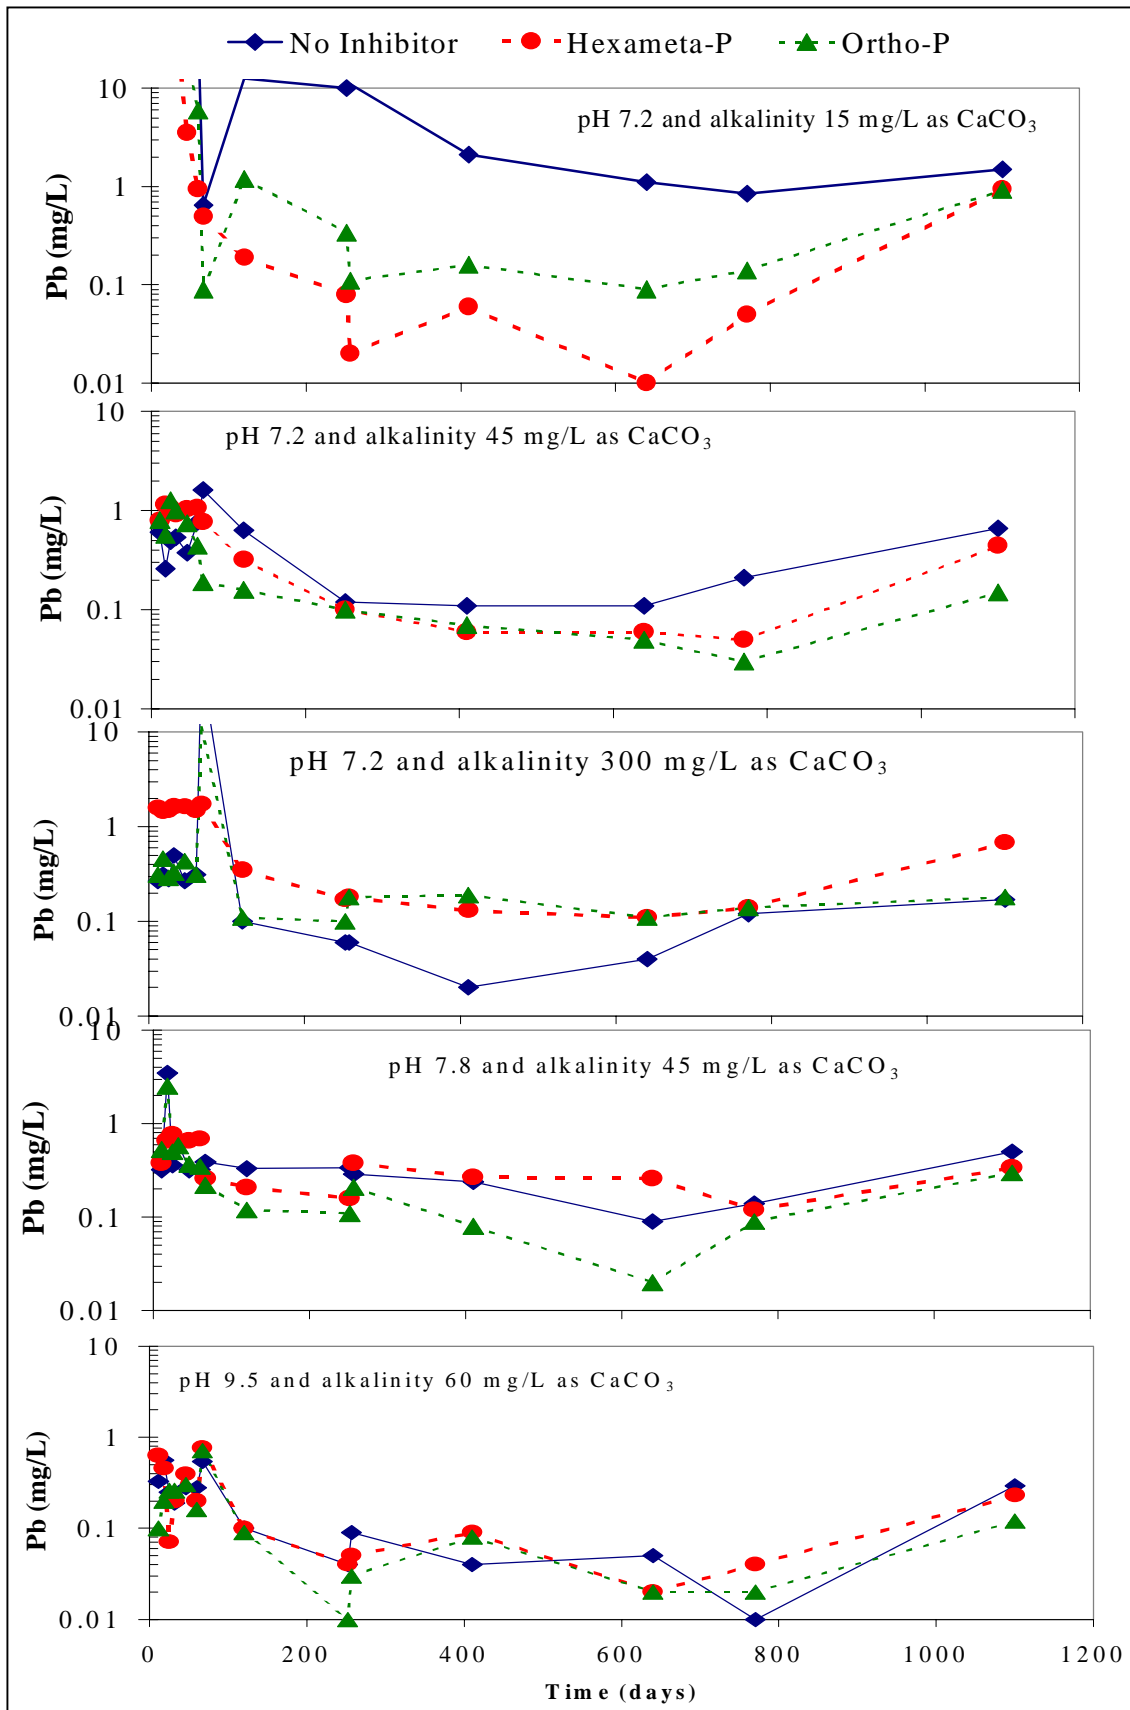 No Inhibitor Hexameta-P Ortho-P
10
pH 7.2 and alkalinity 15 mg/L as CaCO₃
1
0.1
0.01
Pb (mg/L)
10
pH 7.2 and alkalinity 45 mg/L as CaCO₃
1
0.1
0.01
Pb (mg/L)
10
pH 7.2 and alkalinity 300 mg/L as CaCO₃
1
0.1
0.01
Pb (mg/L)
10
pH 7.8 and alkalinity 45 mg/L as CaCO₃
1
0.1
0.01
Pb (mg/L)
10
pH 9.5 and alkalinity 60 mg/L as CaCO₃
1
0.1
0.01
Pb (mg/L)
0 200 400 600 800 1000 1200
Time (days)